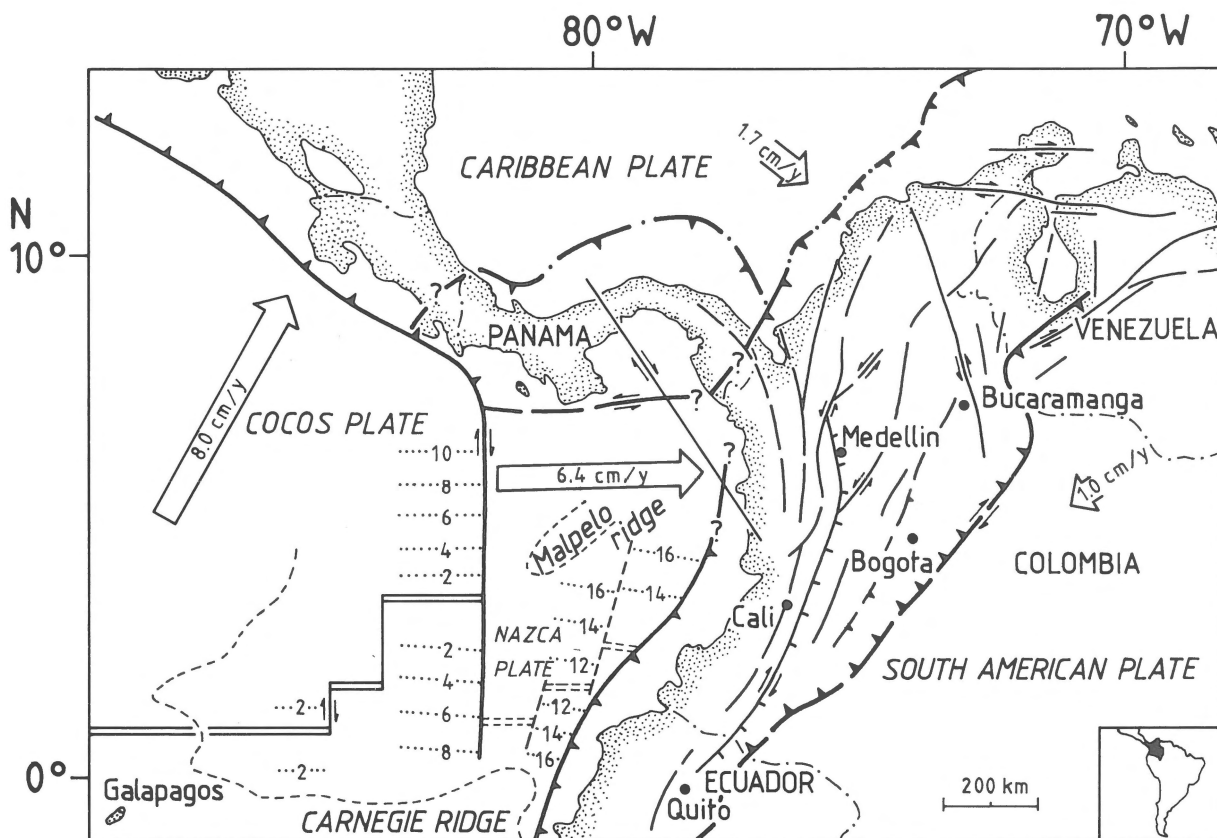 80°W
70°W
N
10°
0°
CARIBBEAN PLATE
1.7 cm/y
PANAMA
VENEZUELA
?
?
?
?
?
8.0 cm/y
COCOS PLATE
6.4 cm/y
Bucaramanga
Medellin
1.0 cm/y
10
8
6
4
2
Malpelo
ridge
16
16
14
14
12
12
14
16
Bogota
COLOMBIA
Cali
NAZCA
PLATE
2
4
6
8
2
2
SOUTH AMERICAN PLATE
Galapagos
CARNEGIE RIDGE
ECUADOR
Quito
200 km